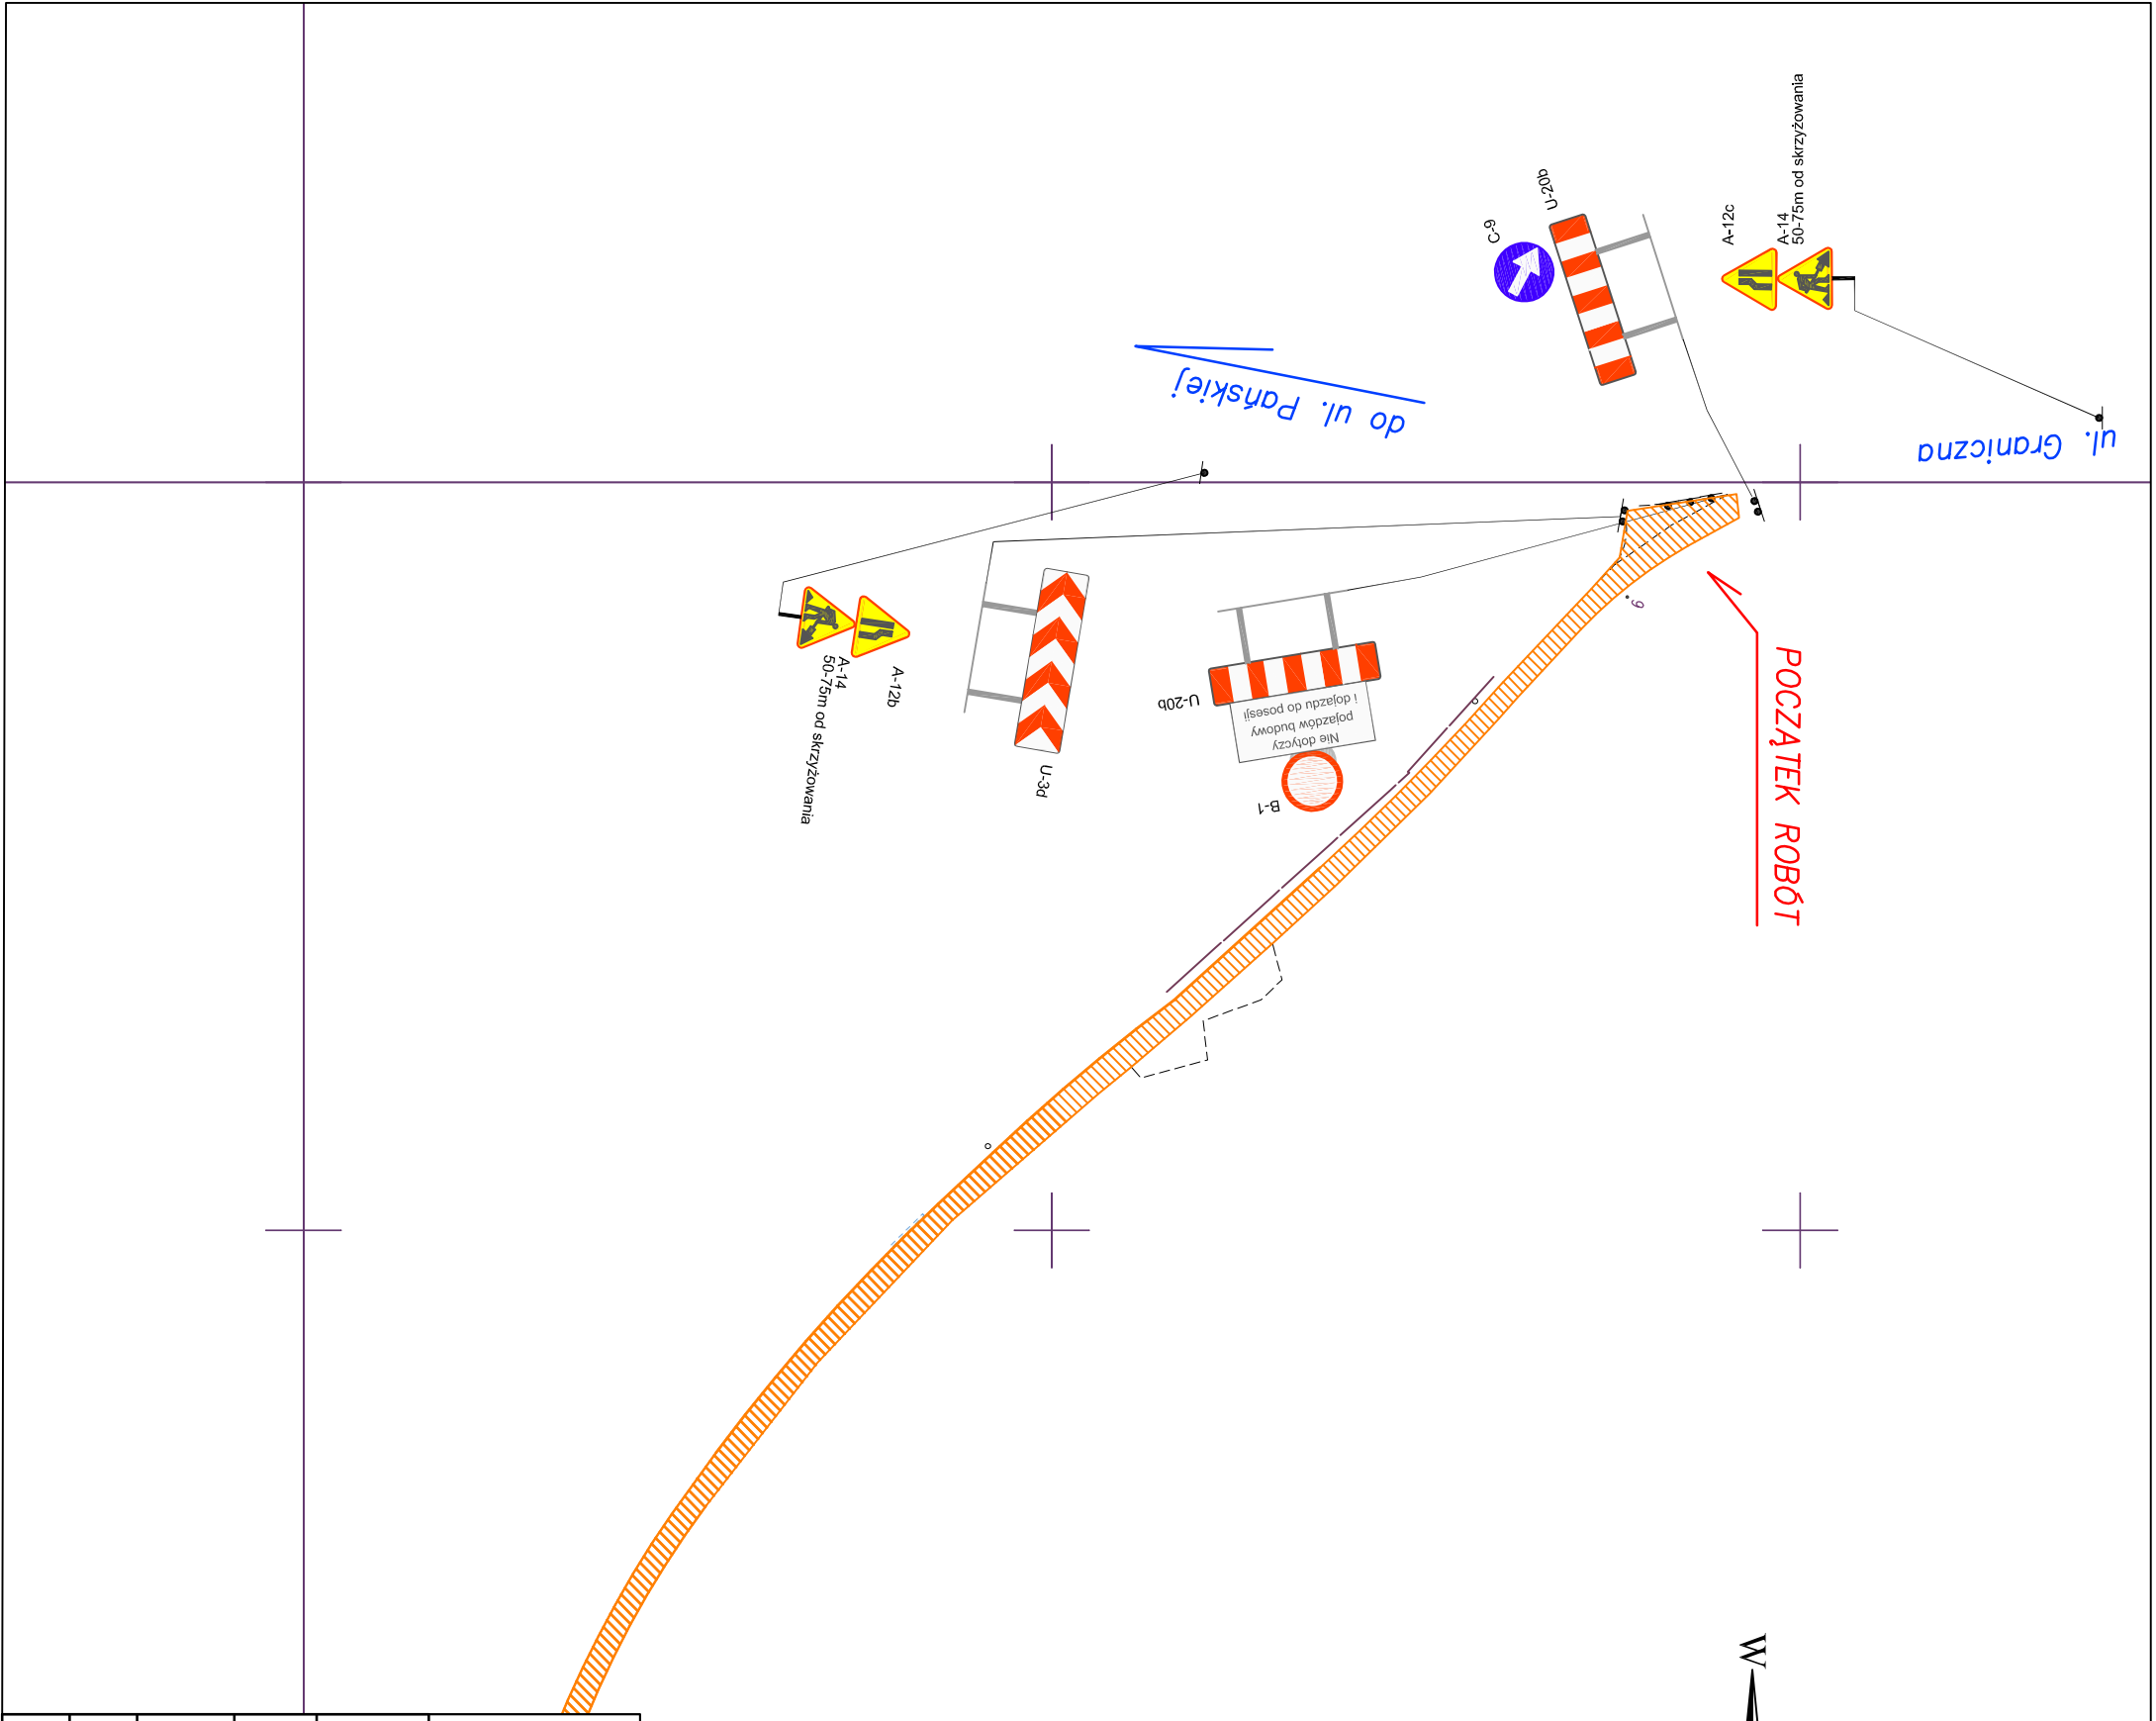 A-12c
A-14
50-75m od skrzyżowania
U-20b
C-9
do ul. Pańskiej
ul. Graniczna
A-14
50-75m od skrzyżowania
A-12b
U-3d
U-20b
Nie dotyczy
pojazdów budowy
i dojazdu do posesji
B-1
g
POCZĄTEK ROBÓT
W